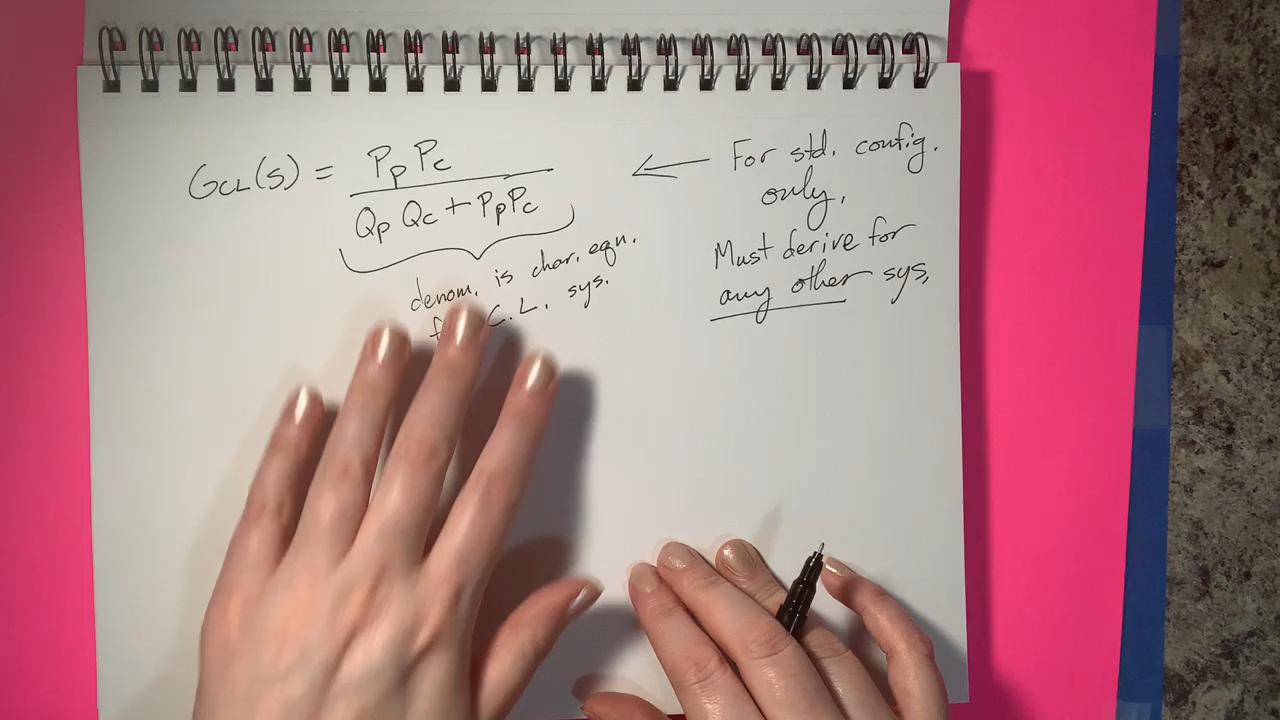 GCL(s) = PpPc / QpQc + PpPc
← For std. config.
only.
Must derive for
any other sys.
denom. is char. eqn.
C.L. sys.